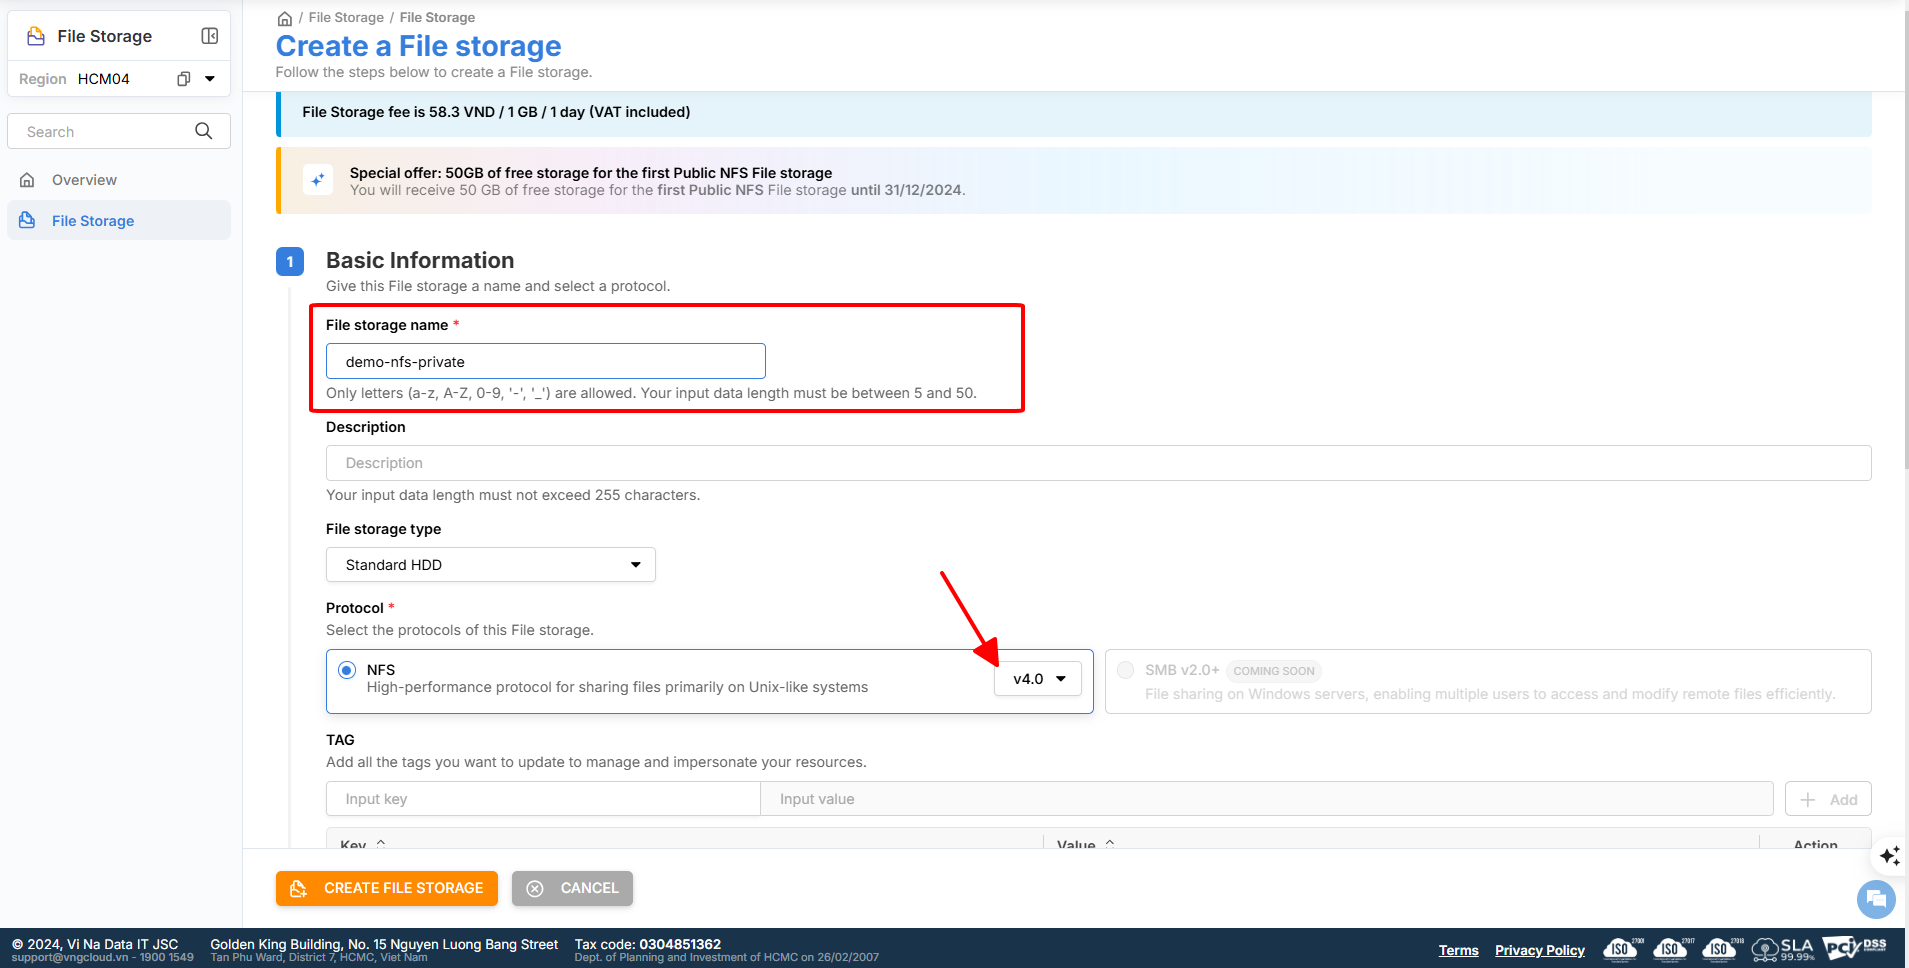 File Storage
Region HCM04
Search
Overview
File Storage
/ File Storage / File Storage
Create a File storage
Follow the steps below to create a File storage.
File Storage fee is 58.3 VND / 1 GB / 1 day (VAT included)
Special offer: 50GB of free storage for the first Public NFS File storage
You will receive 50 GB of free storage for the first Public NFS File storage until 31/12/2024.
1 Basic Information
Give this File storage a name and select a protocol.
File storage name *
demo-nfs-private
Only letters (a-z, A-Z, 0-9, '-', '_') are allowed. Your input data length must be between 5 and 50.
Description
Description
Your input data length must not exceed 255 characters.
File storage type
Standard HDD
Protocol *
Select the protocols of this File storage.
NFS
High-performance protocol for sharing files primarily on Unix-like systems
v4.0
SMB v2.0+ COMING SOON
File sharing on Windows servers, enabling multiple users to access and modify remote files efficiently.
TAG
Add all the tags you want to update to manage and impersonate your resources.
Input key Input value + Add
Key Value Action
CREATE FILE STORAGE CANCEL
© 2024, Vi Na Data IT JSC
support@vngcloud.vn - 1900 1549
Golden King Building, No. 15 Nguyen Luong Bang Street
Tan Phu Ward, District 7, HCMC, Viet Nam
Tax code: 0304851362
Dept. of Planning and Investment of HCMC on 26/02/2007
Terms Privacy Policy
ISO 27001
ISO 27017
ISO 27018
SLA
99.99%
PCI DSS